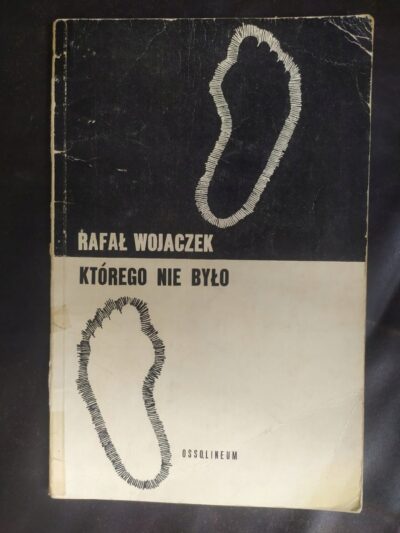 RAFAŁ WOJACZEK
KTÓREGO NIE BYŁO
OSSOLINEUM